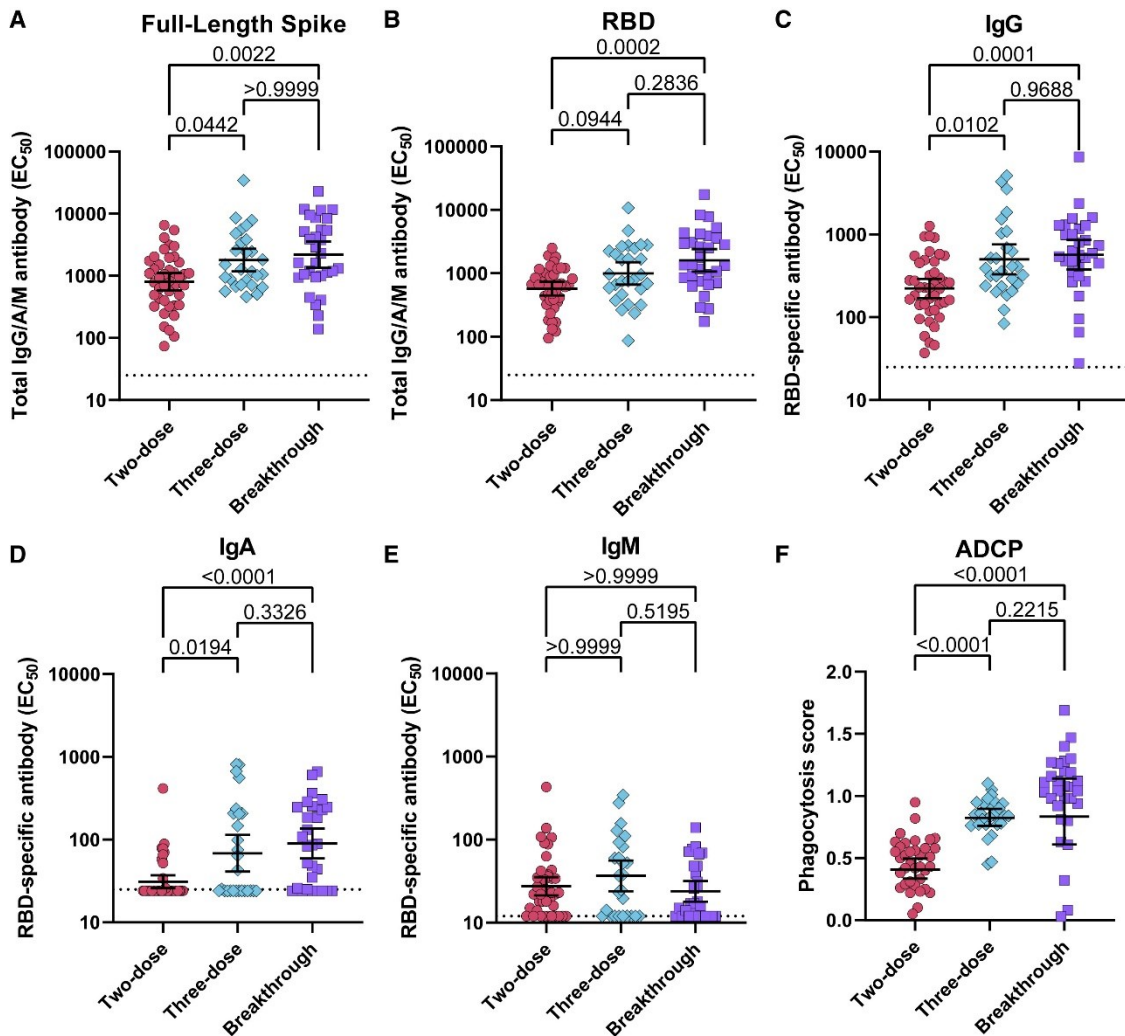 A
Full-Length Spike
0.0022
>0.9999
0.0442
Total IgG/A/M antibody (EC50)
100000
10000
1000
100
10
Two-dose
Three-dose
Breakthrough
B
RBD
0.0002
0.2836
0.0944
Total IgG/A/M antibody (EC50)
100000
10000
1000
100
10
Two-dose
Three-dose
Breakthrough
C
IgG
0.0001
0.9688
0.0102
RBD-specific antibody (EC50)
10000
1000
100
10
Two-dose
Three-dose
Breakthrough
D
IgA
<0.0001
0.3326
0.0194
RBD-specific antibody (EC50)
10000
1000
100
10
Two-dose
Three-dose
Breakthrough
E
IgM
>0.9999
0.5195
>0.9999
RBD-specific antibody (EC50)
10000
1000
100
10
Two-dose
Three-dose
Breakthrough
F
ADCP
<0.0001
0.2215
<0.0001
Phagocytosis score
2.0
1.5
1.0
0.5
0.0
Two-dose
Three-dose
Breakthrough